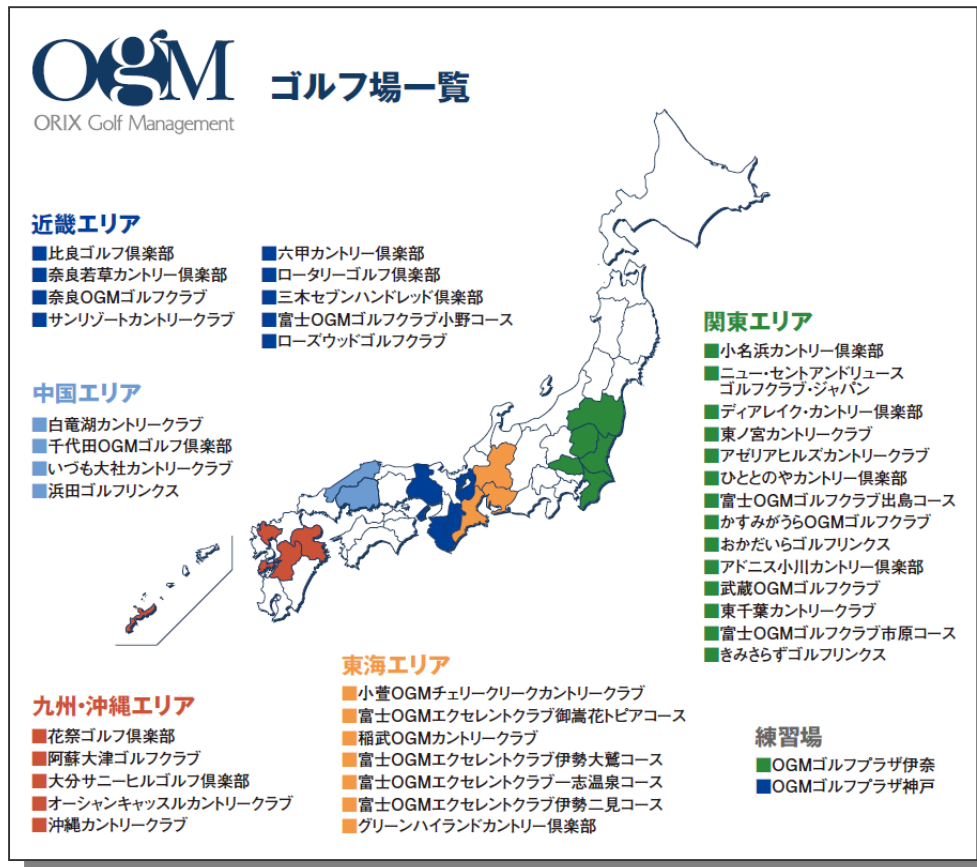 OgM
ORIX Golf Management
ゴルフ場一覧
近畿エリア
■比良ゴルフ倶楽部
■奈良若草カントリー倶楽部
■奈良OGMゴルフクラブ
■サンリゾートカントリークラブ
■六甲カントリー倶楽部
■ロータリーゴルフ倶楽部
■三木セブンハンドレッド倶楽部
■富士OGMゴルフクラブ小野コース
■ローズウッドゴルフクラブ
中国エリア
■白竜湖カントリークラブ
■千代田OGMゴルフ倶楽部
■いづも大社カントリークラブ
■浜田ゴルフリンクス
関東エリア
■小名浜カントリー倶楽部
■ニュー・セントアンドリュース
ゴルフクラブ・ジャパン
■ディアレイク・カントリー倶楽部
■東ノ宮カントリークラブ
■アゼリアヒルズカントリークラブ
■ひととのやカントリー倶楽部
■富士OGMゴルフクラブ出島コース
■かすみがうらOGMゴルフクラブ
■おかだいらゴルフリンクス
■アドニス小川カントリー倶楽部
■武蔵OGMゴルフクラブ
■東千葉カントリークラブ
■富士OGMゴルフクラブ市原コース
■きみさらずゴルフリンクス
九州・沖縄エリア
■花祭ゴルフ倶楽部
■阿蘇大津ゴルフクラブ
■大分サニーヒルゴルフ倶楽部
■オーシャンキャッスルカントリークラブ
■沖縄カントリークラブ
東海エリア
■小萱OGMチェリークリークカントリークラブ
■富士OGMエクセレントクラブ御嵩花トピアコース
■稲武OGMカントリークラブ
■富士OGMエクセレントクラブ伊勢大鷲コース
■富士OGMエクセレントクラブ一志温泉コース
■富士OGMエクセレントクラブ伊勢二見コース
■グリーンハイランドカントリー倶楽部
練習場
■OGMゴルフプラザ伊奈
■OGMゴルフプラザ神戸